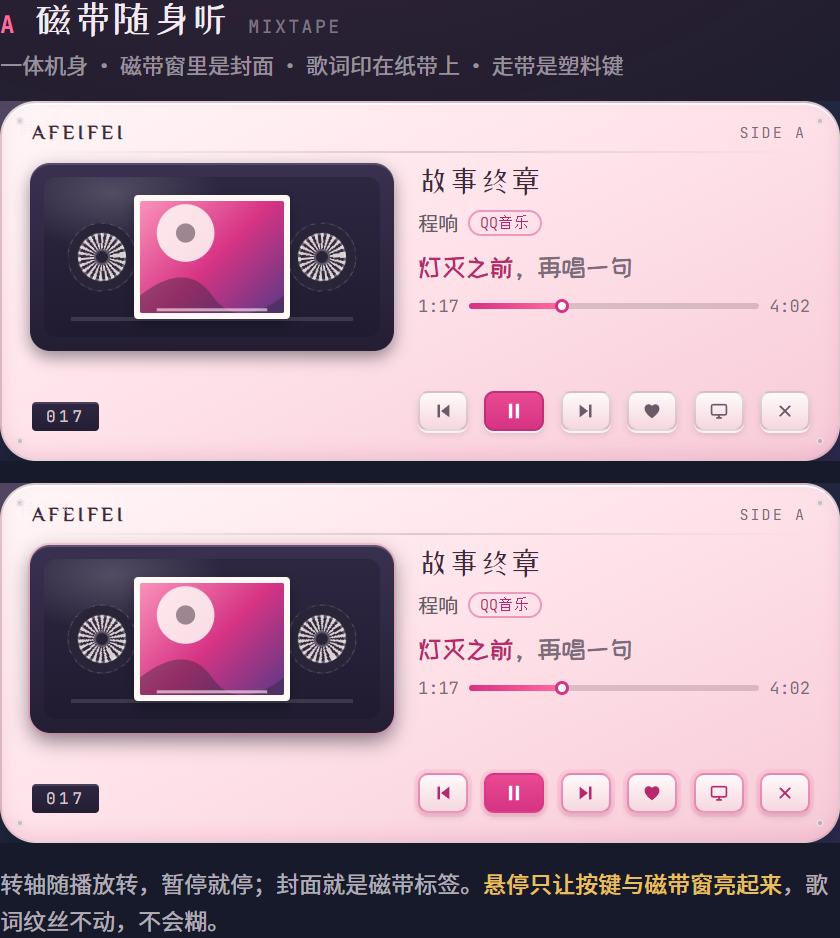 A 磁带随身听 MIXTAPE
一体机身 • 磁带窗里是封面 • 歌词印在纸带上 • 走带是塑料键
AFEIFEI
SIDE A
故事终章
程响 QQ音乐
灯灭之前，再唱一句
1:17 4:02
017
AFEIFEI
SIDE A
故事终章
程响 QQ音乐
灯灭之前，再唱一句
1:17 4:02
017
转轴随播放转，暂停就停；封面就是磁带标签。悬停只让按键与磁带窗亮起来，歌
词纹丝不动，不会糊。